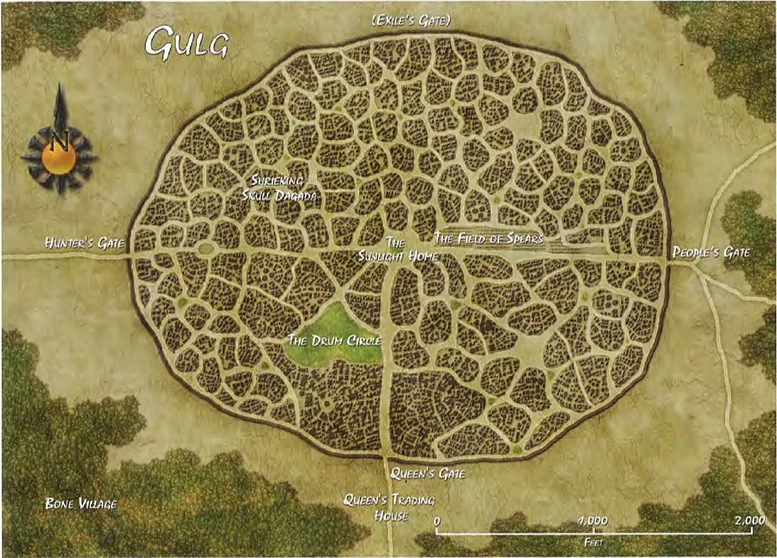 (Exile's Gate)
Gulg
N
Shrieking
Skull Dagada
Hunter's Gate
The
Sunlight Home
The Field of Spears
People's Gate
The Drum Circle
Queen's Gate
Queen's Trading
House
Bone Village
0 1,000 2,000
Feet